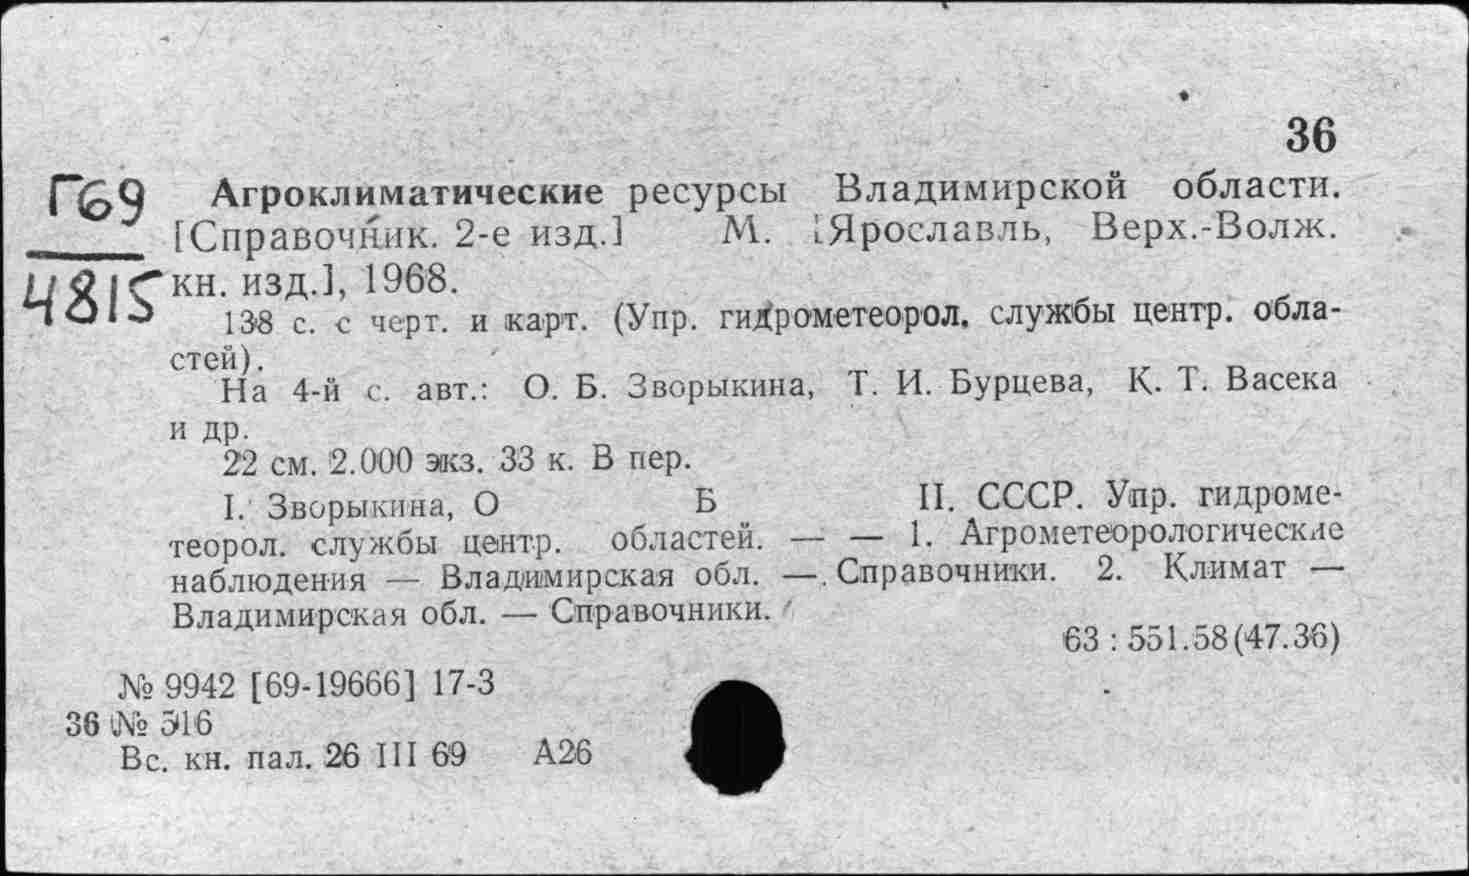 36
Г69
4815
Агроклиматические ресурсы Владимирской области.
[Справочник. 2-е изд.] М. [Ярославль, Верх.-Волж.
кн. изд.], 1968.
138 с. с черт. и карт. (Упр. гидрометеорол. службы центр. обла-
стей).
На 4-й с. авт.: О. Б. Зворыкина, Т. И. Бурцева, К. Т. Васека
и др.
22 см. 2.000 экз. 33 к. В пер.
I. Зворыкина, О Б II. СССР. Упр. гидроме-
теорол. службы центр. областей. — — 1. Агрометеорологические
наблюдения — Владимирская обл. — Справочники. 2. Климат —
Владимирская обл. — Справочники.
63 : 551.58(47.36)
№ 9942 [69-19666] 17-3
36 № 516
Вс. кн. пал. 26 III 69 А26